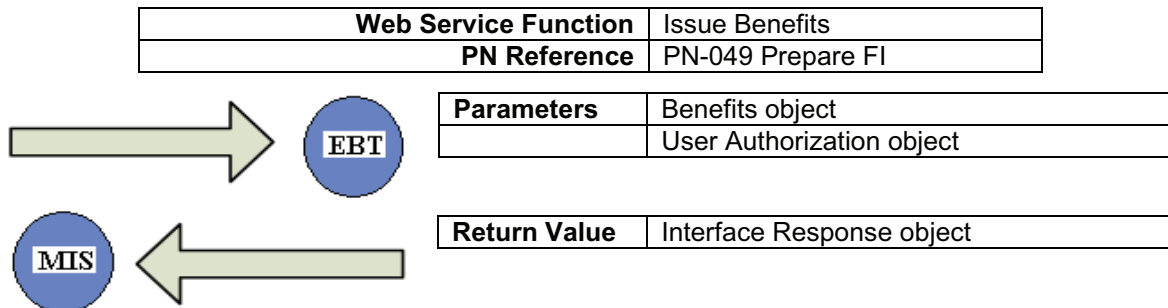 Web Service Function Issue Benefits
PN Reference PN-049 Prepare FI
EBT
Parameters Benefits object
User Authorization object
MIS
Return Value Interface Response object